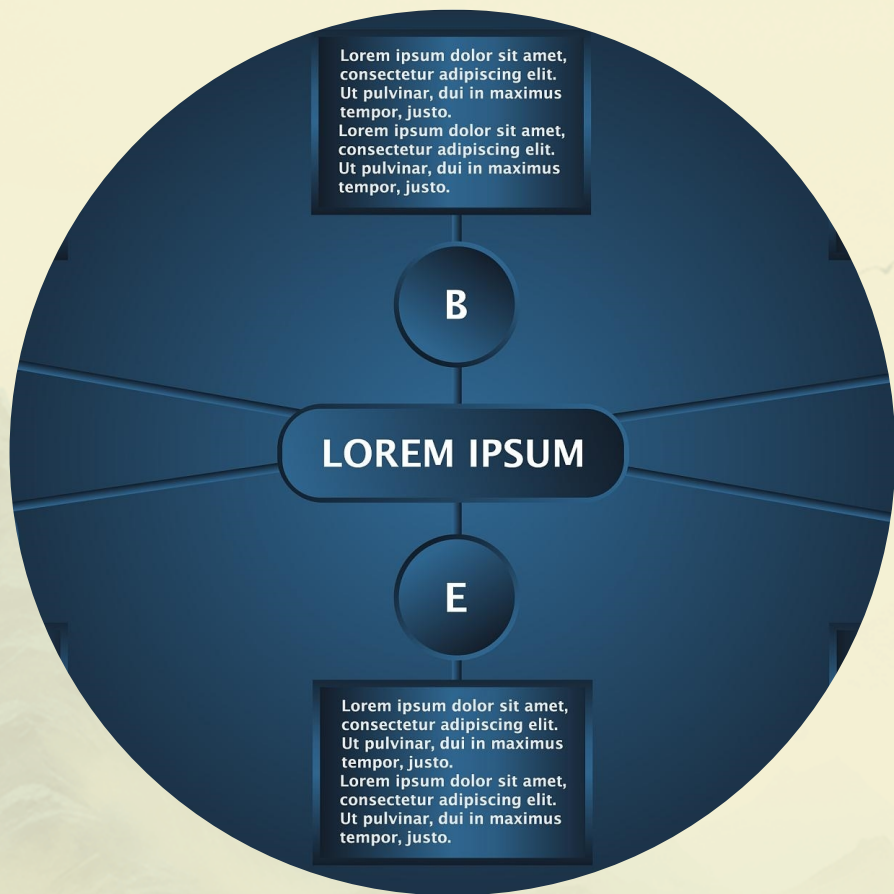 Lorem ipsum dolor sit amet,
consectetur adipiscing elit.
Ut pulvinar, dui in maximus
tempor, justo.
Lorem ipsum dolor sit amet,
consectetur adipiscing elit.
Ut pulvinar, dui in maximus
tempor, justo.
B
LOREM IPSUM
E
Lorem ipsum dolor sit amet,
consectetur adipiscing elit.
Ut pulvinar, dui in maximus
tempor, justo.
Lorem ipsum dolor sit amet,
consectetur adipiscing elit.
Ut pulvinar, dui in maximus
tempor, justo.